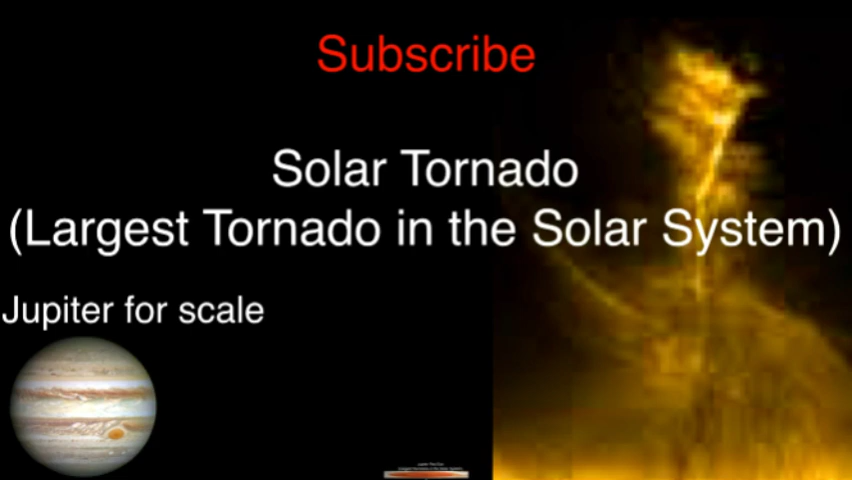 Subscribe
Solar Tornado
(Largest Tornado in the Solar System)
Jupiter for scale